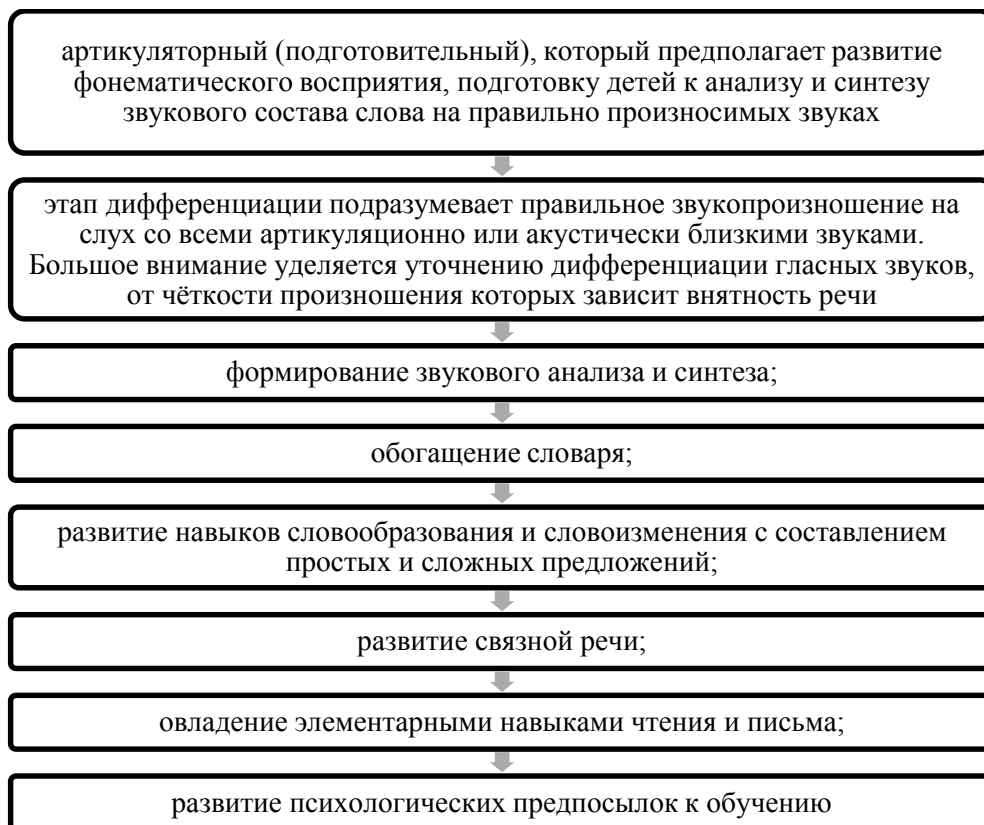 артикуляторный (подготовительный), который предполагает развитие
фонематического восприятия, подготовку детей к анализу и синтезу
звукового состава слова на правильно произносимых звуках
этап дифференциации подразумевает правильное звукопроизношение на
слух со всеми артикуляционно или акустически близкими звуками.
Большое внимание уделяется уточнению дифференциации гласных звуков,
от чёткости произношения которых зависит внятность речи
формирование звукового анализа и синтеза;
обогащение словаря;
развитие навыков словообразования и словоизменения с составлением
простых и сложных предложений;
развитие связной речи;
овладение элементарными навыками чтения и письма;
развитие психологических предпосылок к обучению